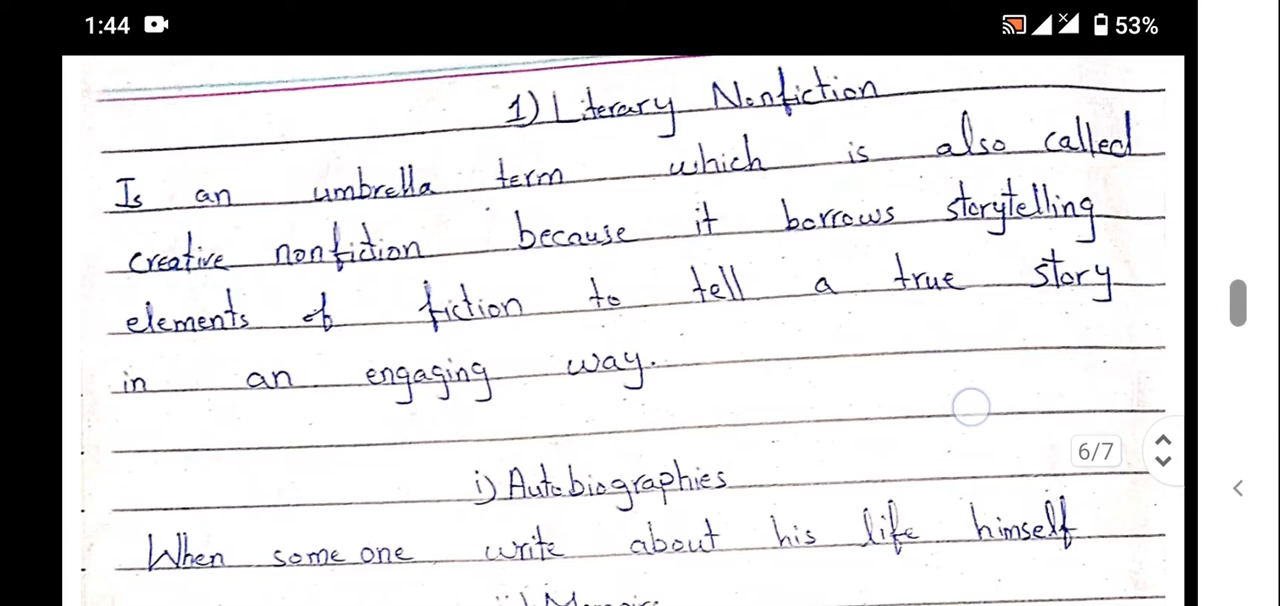 1:44 53%
1) Literary Nonfiction
Is an umbrella term which is also called
creative nonfiction because it borrows storytelling
elements of fiction to tell a true story
in an engaging way.
6/7
i) Autobiographies
When some one write about his life himself
ii) Memoirs